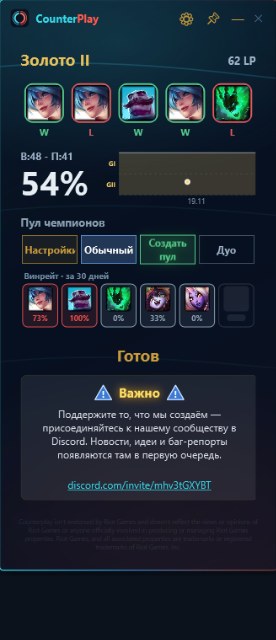 CounterPlay
Золото II
62 LP
W L W W L
В:48 - П:41
54%
GI
GII
19.11
Пул чемпионов
Настройки
Обычный
Создать
пул
Дуо
Винрейт - за 30 дней
73% 100% 0% 33% 0%
Готов
Важно
Поддержите то, что мы создаём —
присоединяйтесь к нашему сообществу в
Discord. Новости, идеи и баг-репорты
появляются там в первую очередь.
discord.com/invite/mhv3tGXYBT